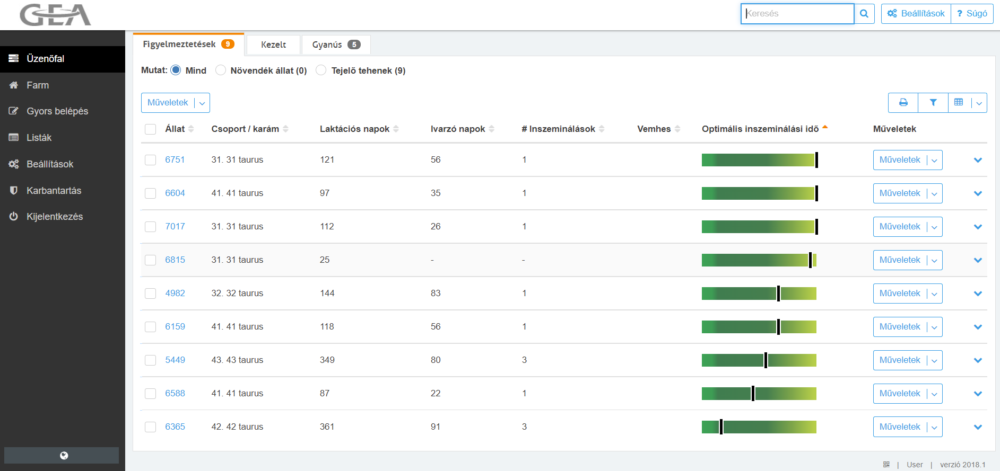 GEA
Keresés
Beállítások
? Súgó
Üzenőfal
Farm
Gyors belépés
Listák
Beállítások
Karbantartás
Kijelentkezés
Figyelmeztetések 9
Kezelt
Gyanús 5
Mutat: Mind Növendék állat (0) Tejelő tehenek (9)
Műveletek
Állat Csoport / karám Laktációs napok Ivarzó napok # Inszeminálások Vemhes Optimális inszeminálási idő Műveletek
6751 31. 31 taurus 121 56 1 Műveletek
6604 41. 41 taurus 97 35 1 Műveletek
7017 31. 31 taurus 112 26 1 Műveletek
6815 31. 31 taurus 25 - - Műveletek
4982 32. 32 taurus 144 83 1 Műveletek
6159 41. 41 taurus 118 56 1 Műveletek
5449 43. 43 taurus 349 80 3 Műveletek
6588 41. 41 taurus 87 22 1 Műveletek
6365 42. 42 taurus 361 91 3 Műveletek
| User | verzió 2018.1